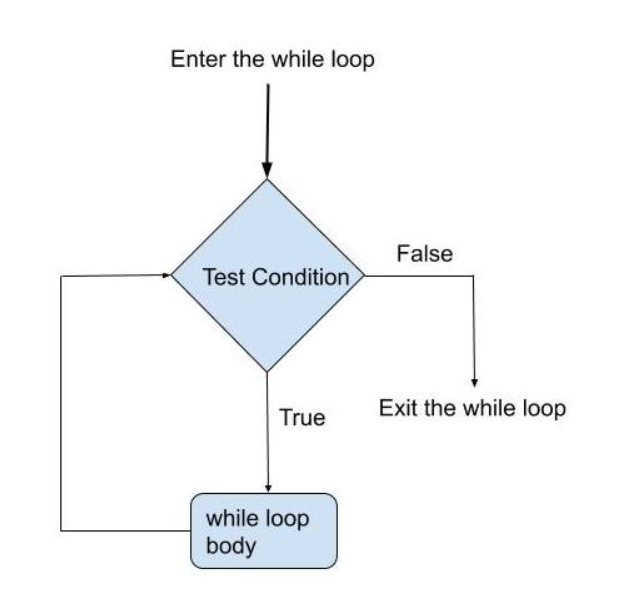 Enter the while loop
False
Test Condition
Exit the while loop
True
while loop
body